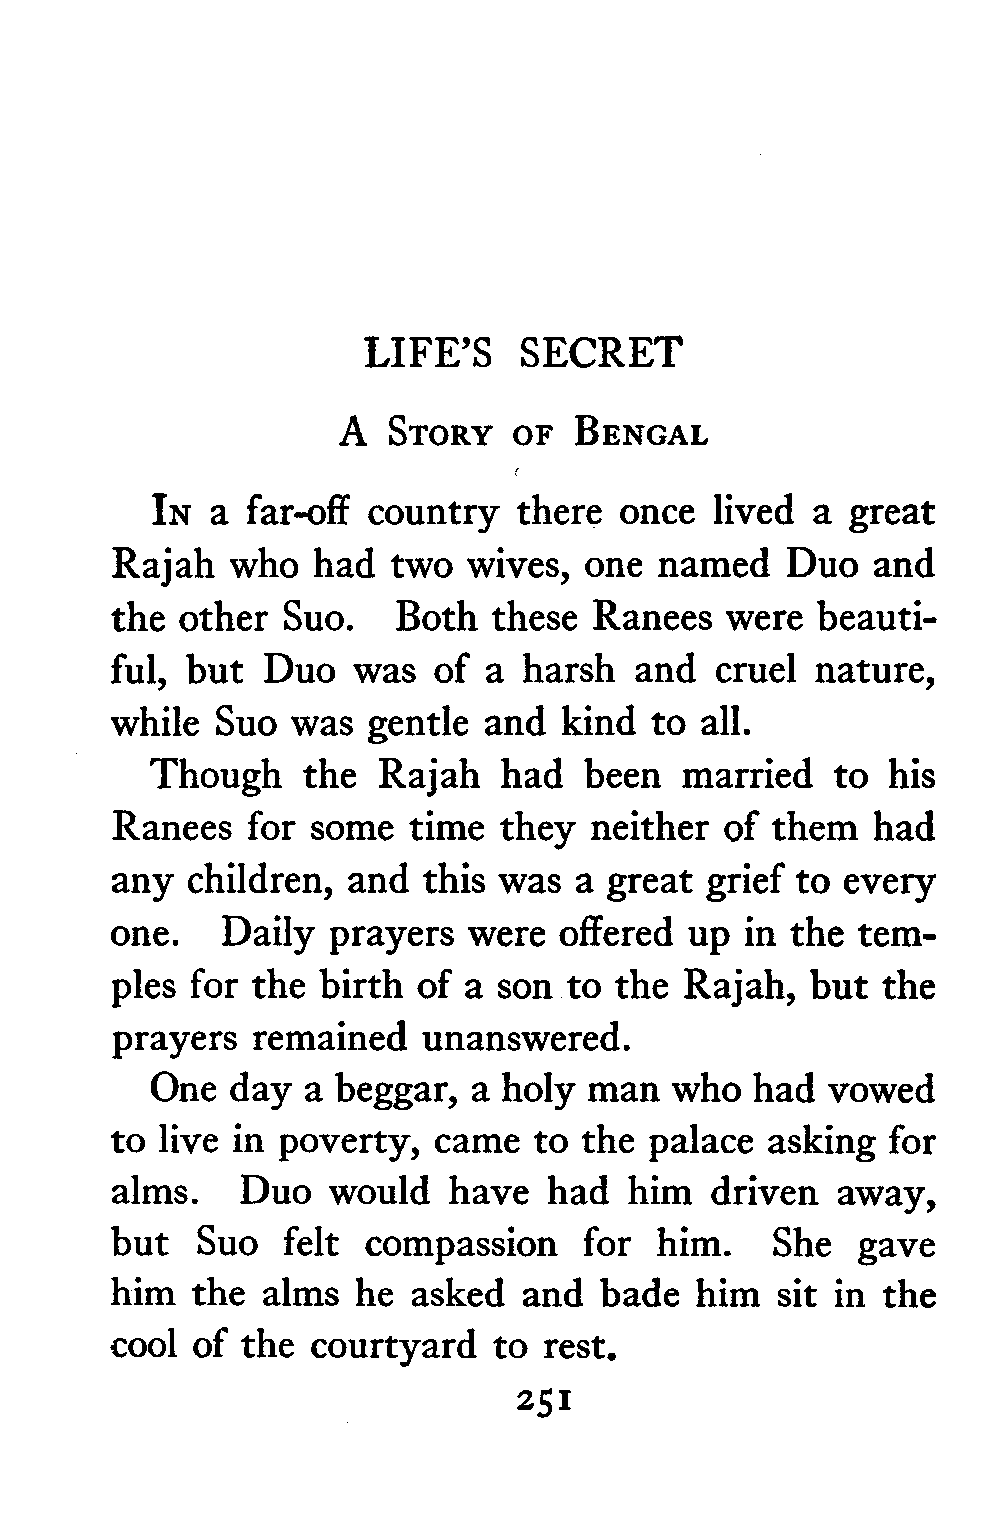 LIFE'S SECRET
A STORY OF BENGAL
IN a far-off country there once lived a great
Rajah who had two wives, one named Duo and
the other Suo. Both these Ranees were beauti-
ful, but Duo was of a harsh and cruel nature,
while Suo was gentle and kind to all.
Though the Rajah had been married to his
Ranees for some time they neither of them had
any children, and this was a great grief to every
one. Daily prayers were offered up in the tem-
ples for the birth of a son to the Rajah, but the
prayers remained unanswered.
One day a beggar, a holy man who had vowed
to live in poverty, came to the palace asking for
alms. Duo would have had him driven away,
but Suo felt compassion for him. She gave
him the alms he asked and bade him sit in the
cool of the courtyard to rest.
251